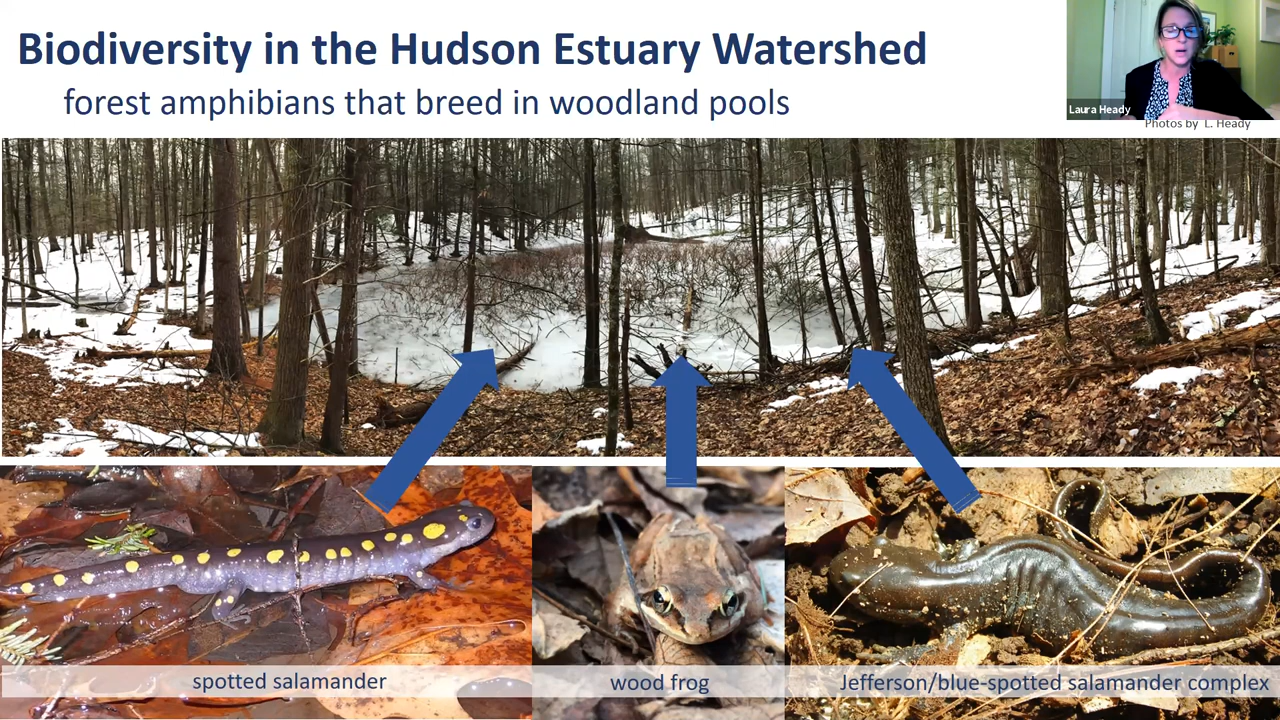 Biodiversity in the Hudson Estuary Watershed
forest amphibians that breed in woodland pools
Laura Heady
Photos by L. Heady
spotted salamander
wood frog
Jefferson/blue-spotted salamander complex